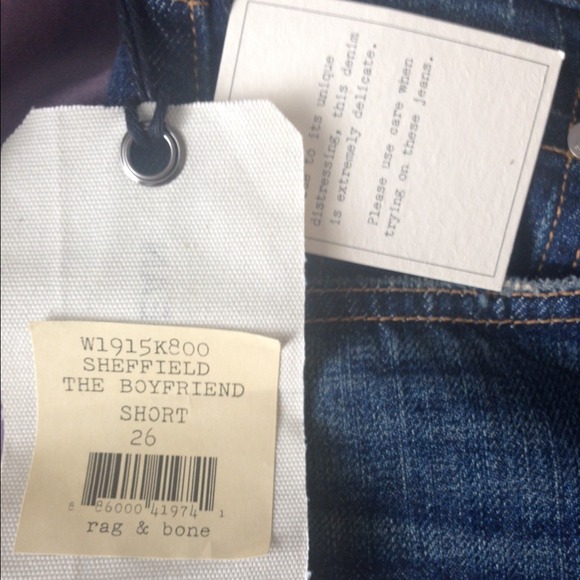 W1915K800
SHEFFIELD
THE BOYFRIEND
SHORT
26
8 86000 41974 1
rag & bone
to its unique
distressing, this denim
is extremely delicate.
Please use care when
trying on these jeans.